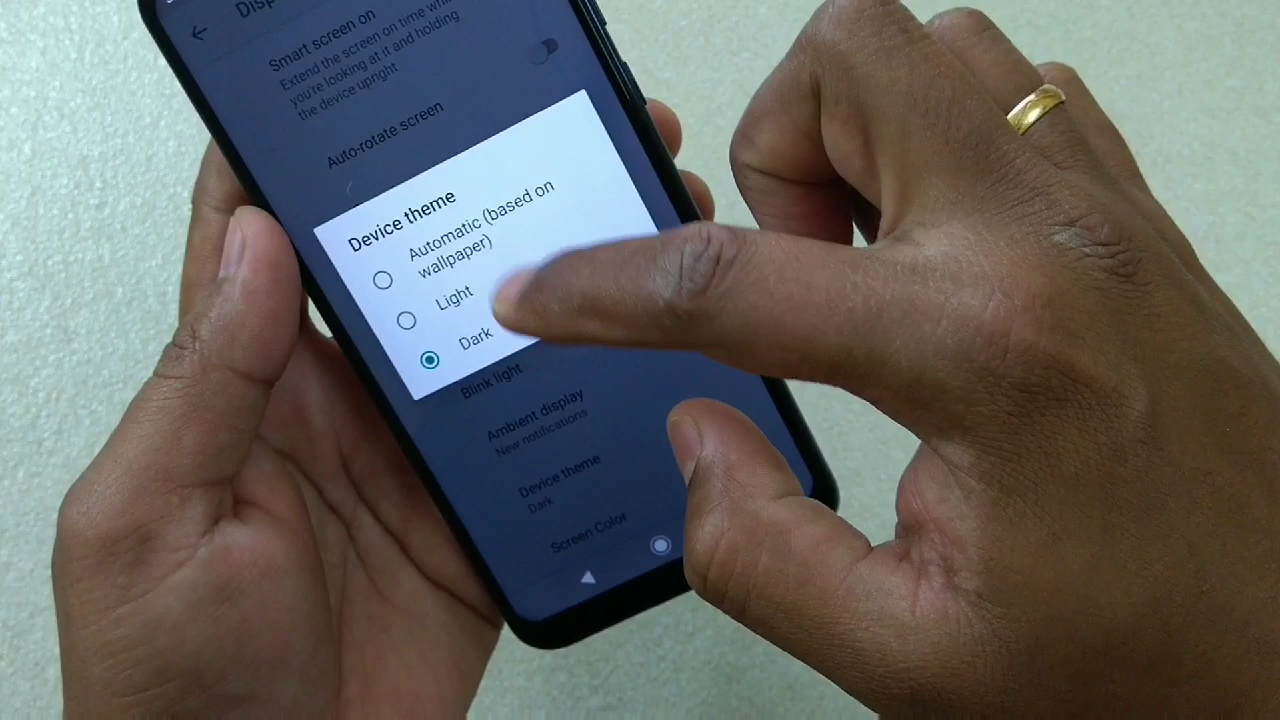 Smart screen on
Extend the screen on time
you're looking at it and holding
the device upright
Auto-rotate screen
Device theme
Automatic (based on
wallpaper)
Light
Dark
Blink light
Ambient display
New notifications
Device theme
Dark
Screen Color